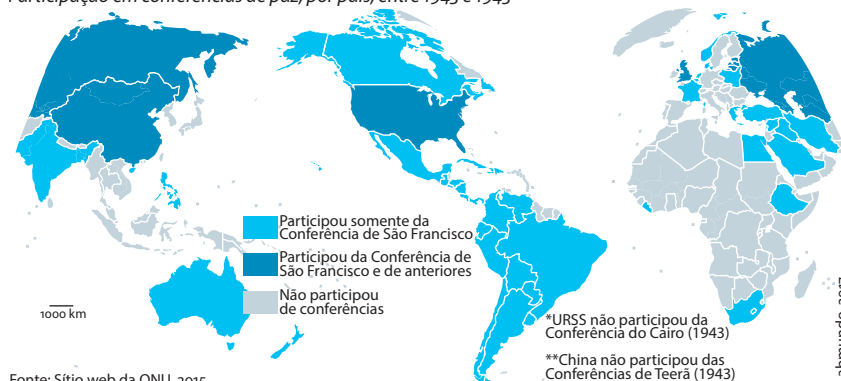 Participação em conferências de paz, por país, entre 1943 e 1945
Participou somente da
Conferência de São Francisco
Participou da Conferência de
São Francisco e de anteriores
Não participou
de conferências
1000 km
*URSS não participou da
Conferência do Cairo (1943)
**China não participou das
Conferências de Teerã (1943)
Fonte: Sítio web da ONU, 2015